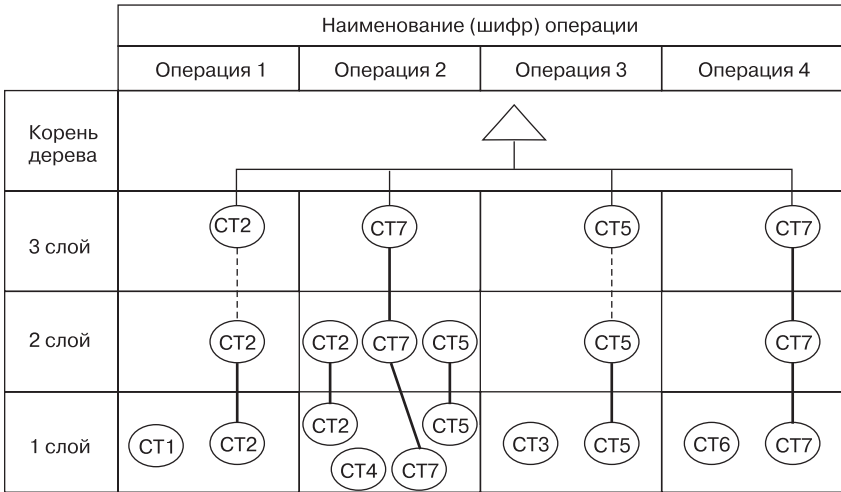 Наименование (шифр) операции
Операция 1 Операция 2 Операция 3 Операция 4
Корень
дерева
3 слой СТ2 СТ7 СТ5 СТ7
2 слой СТ2 СТ2 СТ7 СТ5 СТ5 СТ7
СТ2 СТ5
1 слой СТ1 СТ2 СТ3 СТ5 СТ6 СТ7
СТ4 СТ7